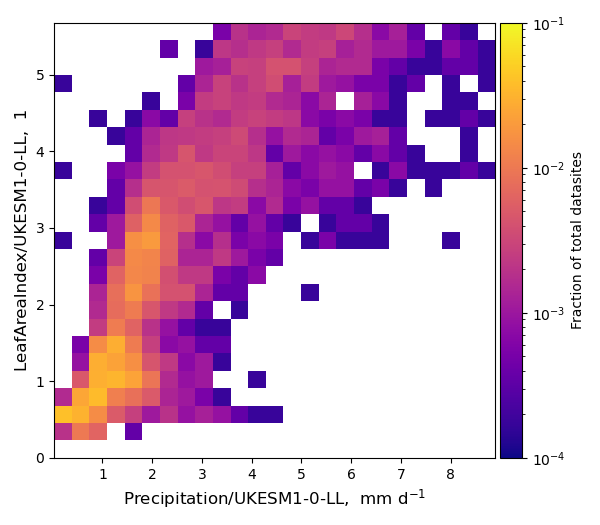 LeafAreaIndex/UKESM1-0-LL,  1
5
4
3
2
1
0
1 2 3 4 5 6 7 8
Precipitation/UKESM1-0-LL,  mm d⁻¹
10⁻¹
10⁻²
10⁻³
10⁻⁴
Fraction of total datasites